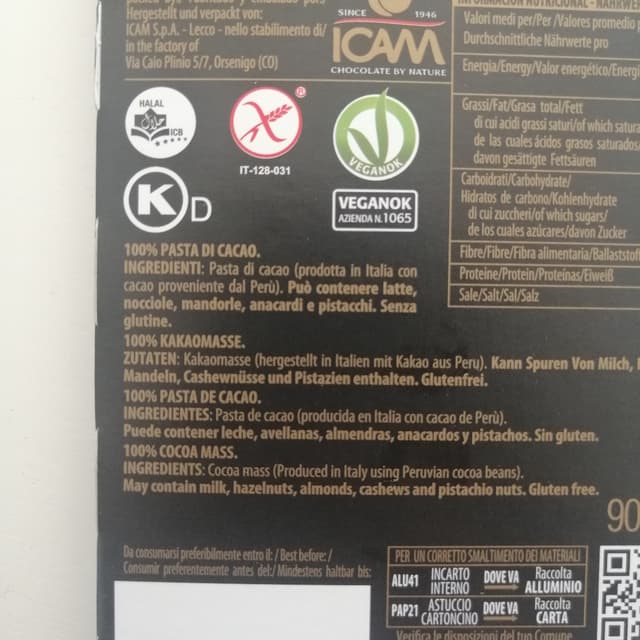 Hergestellt und verpackt von:
ICAM S.p.A. - Lecco - nello stabilimento di/
in the factory of
Via Caio Plinio 5/7, Orsenigo (CO)
SINCE 1946
ICAM
CHOCOLATE BY NATURE
Valori medi per/Per /Valores promedio
Durchschnittliche Nährwerte pro
Energia/Energy/Valor energético/Energi
Grassi/Fat/Grasa total/Fett
di cui acidi grassi saturi/of which satura
de las cuales ácidos grasos saturados/
davon gesättigte Fettsäuren
Carboidrati/Carbohydrate/
Hidratos de carbono/Kohlenhydrate
di cui zuccheri/of which sugars/
de los cuales azúcares/davon Zucker
Fibre/Fibre/Fibra alimentaria/Ballaststof
Proteine/Protein/Proteínas/Eiweiß
Sale/Salt/Sal/Salz
HALAL
ICB
IT-128-031
VEGANOK
K D
VEGANOK
AZIENDA N.1065
100% PASTA DI CACAO.
INGREDIENTI: Pasta di cacao (prodotta in Italia con
cacao proveniente dal Perù). Può contenere latte,
nocciole, mandorle, anacardi e pistacchi. Senza
glutine.
100% KAKAOMASSE.
ZUTATEN: Kakaomasse (hergestellt in Italien mit Kakao aus Peru). Kann Spuren Von Milch,
Mandeln, Cashewnüsse und Pistazien enthalten. Glutenfrei.
100% PASTA DE CACAO.
INGREDIENTES: Pasta de cacao (producida en Italia con cacao de Perù).
Puede contener leche, avellanas, almendras, anacardos y pistachos. Sin gluten.
100% COCOA MASS.
INGREDIENTS: Cocoa mass (Produced in Italy using Peruvian cocoa beans).
May contain milk, hazelnuts, almonds, cashews and pistachio nuts. Gluten free.
90
Da consumarsi preferibilmente entro il: / Best before: /
Consumir preferentemente antes del:/ Mindestens haltbar bis:
PER UN CORRETTO SMALTIMENTO DEI MATERIALI
ALU41 INCARTO INTERNO DOVE VA Raccolta ALLUMINIO
PAP21 ASTUCCIO CARTONCINO DOVE VA Raccolta CARTA
Verifica le disposizioni del tuo Comune